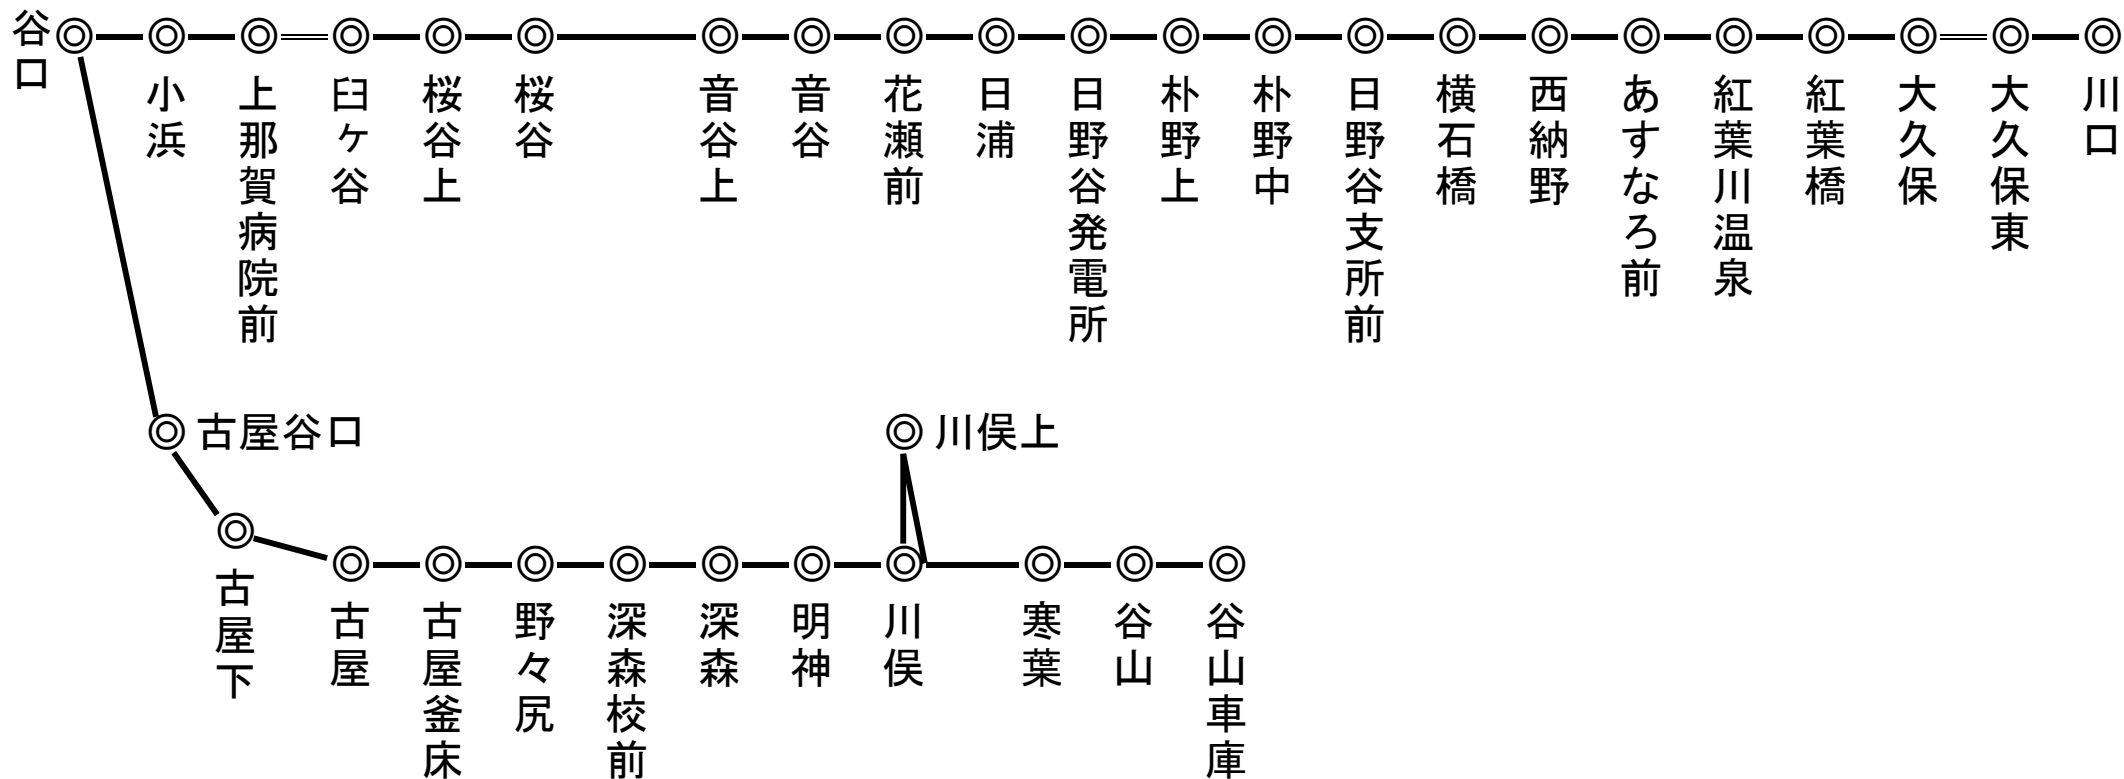 谷口
小浜
上那賀病院前
臼ヶ谷
桜谷上
桜谷
音谷上
音谷
花瀬前
日浦
日野谷発電所
朴野上
朴野中
日野谷支所前
横石橋
西納野
あすなろ前
紅葉川温泉
紅葉橋
大久保
大久保東
川口
古屋谷口
川俣上
古屋下
古屋
古屋釜床
野々尻
深森校前
深森
明神
川俣
寒葉
谷山
谷山車庫